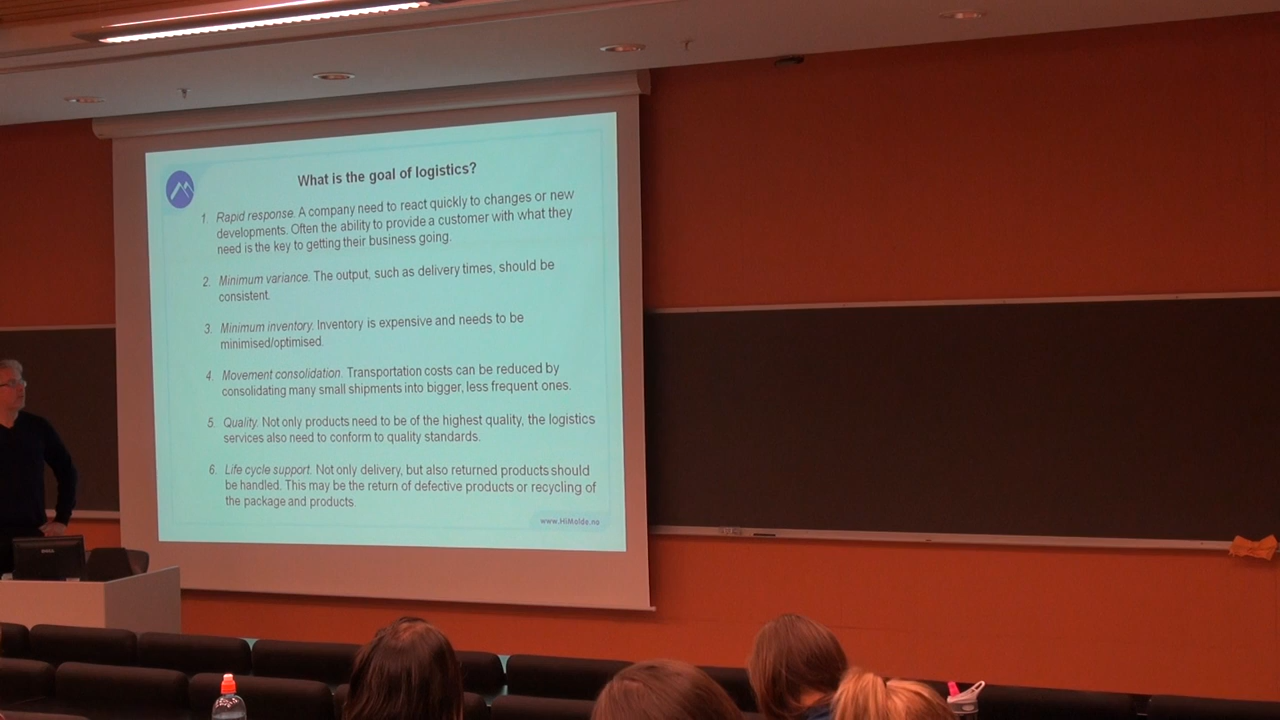 What is the goal of logistics?
1. Rapid response. A company need to react quickly to changes or new
developments. Often the ability to provide a customer with what they
need is the key to getting their business going.
2. Minimum variance. The output, such as delivery times, should be
consistent.
3. Minimum inventory. Inventory is expensive and needs to be
minimised/optimised.
4. Movement consolidation. Transportation costs can be reduced by
consolidating many small shipments into bigger, less frequent ones.
5. Quality. Not only products need to be of the highest quality, the logistics
services also need to conform to quality standards.
6. Life cycle support. Not only delivery, but also returned products should
be handled. This may be the return of defective products or recycling of
the package and products.
www.HiMolde.no